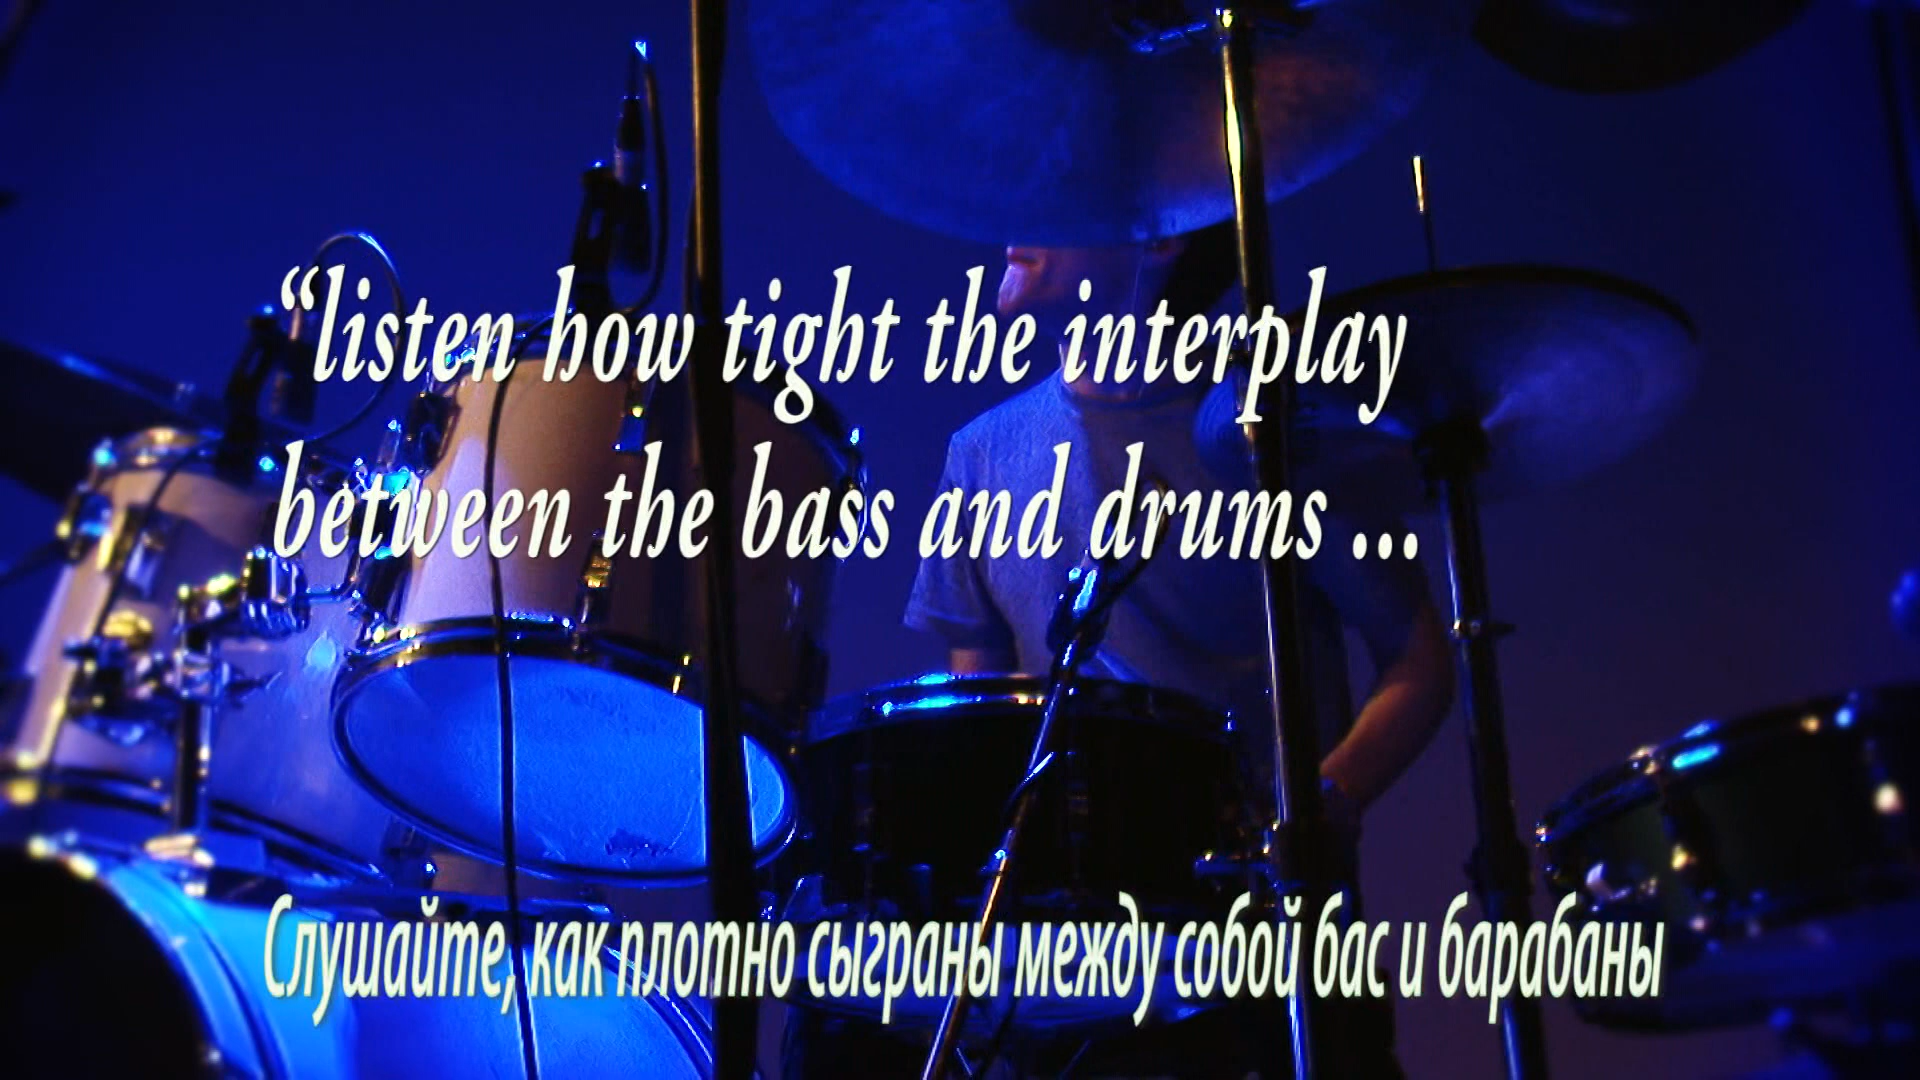 “listen how tight the interplay
between the bass and drums ...
Слушайте, как плотно сыграны между собой бас и барабаны